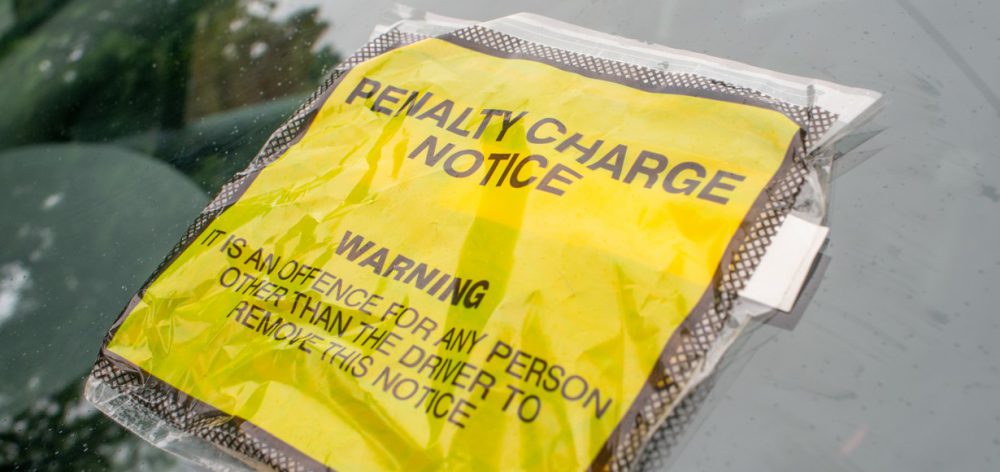 PENALTY CHARGE
NOTICE
WARNING
IT IS AN OFFENCE FOR ANY PERSON
OTHER THAN THE DRIVER TO
REMOVE THIS NOTICE